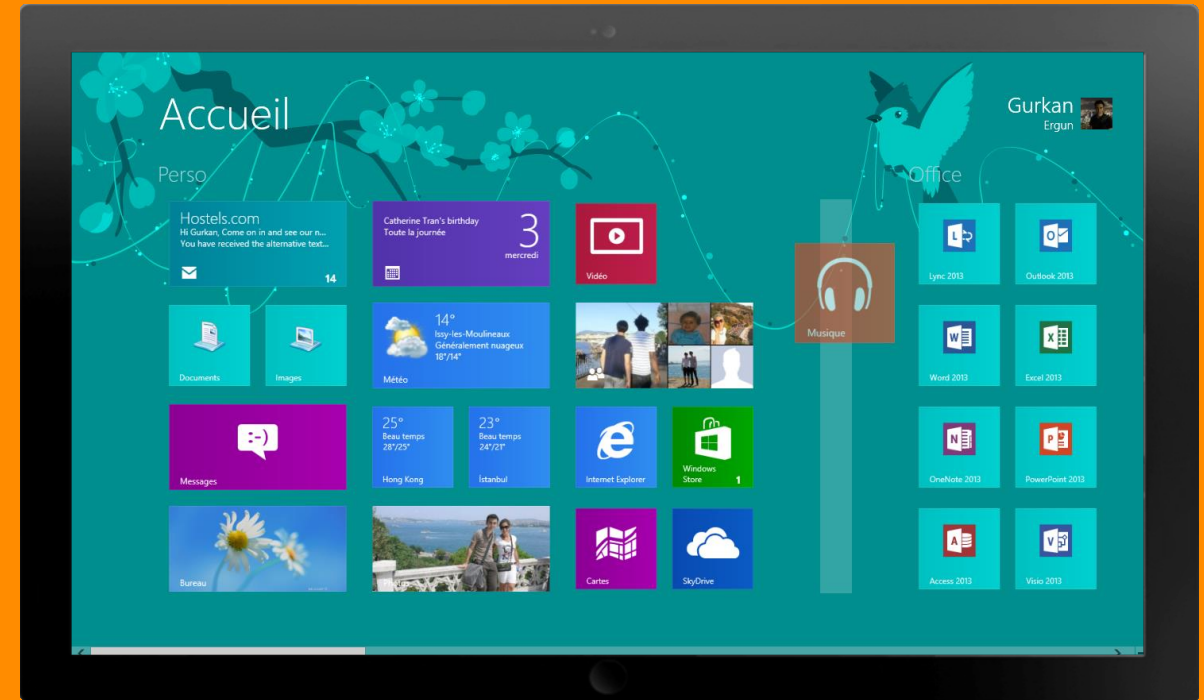 Accueil
Gurkan
Ergun
Perso
Office
Hostels.com
Hi Gurkan, Come on in and see our n...
You have received the alternative text...
14
Catherine Tran's birthday
Toute la journée
3
mercredi
Vidéo
Musique
Lync 2013
Outlook 2013
Documents
Images
14°
Issy-les-Moulineaux
Généralement nuageux
18°/14°
Météo
Word 2013
Excel 2013
:-)
Messages
25°
Beau temps
28°/25°
Hong Kong
23°
Beau temps
24°/21°
İstanbul
Internet Explorer
Windows
Store
1
OneNote 2013
PowerPoint 2013
Bureau
Photos
Cartes
SkyDrive
Access 2013
Visio 2013